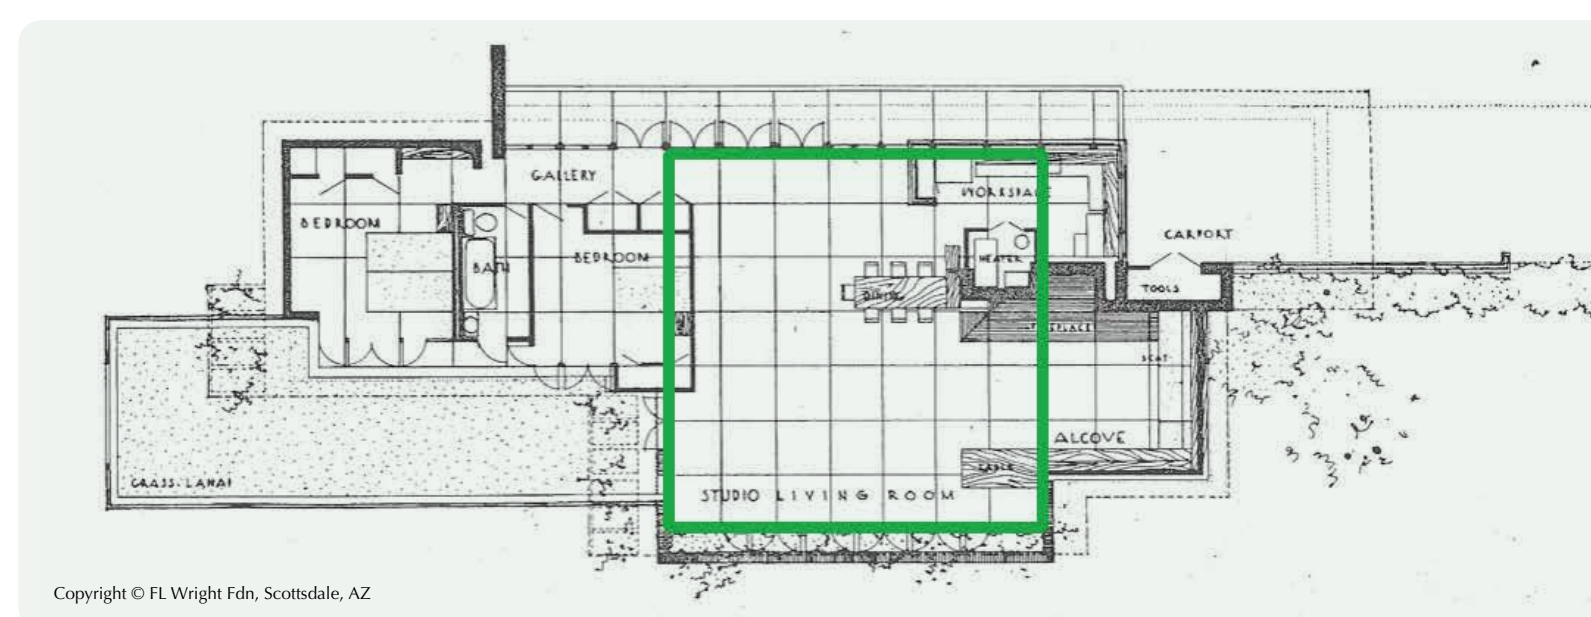 GALLERY
WORKSPACE
BEDROOM
CARPORT
BATH
BEDROOM
HEATER
TOOLS
DINING
FIREPLACE
SEAT
ALCOVE
TABLE
GRASS LANAI
STUDIO LIVING ROOM
Copyright © FL Wright Fdn, Scottsdale, AZ